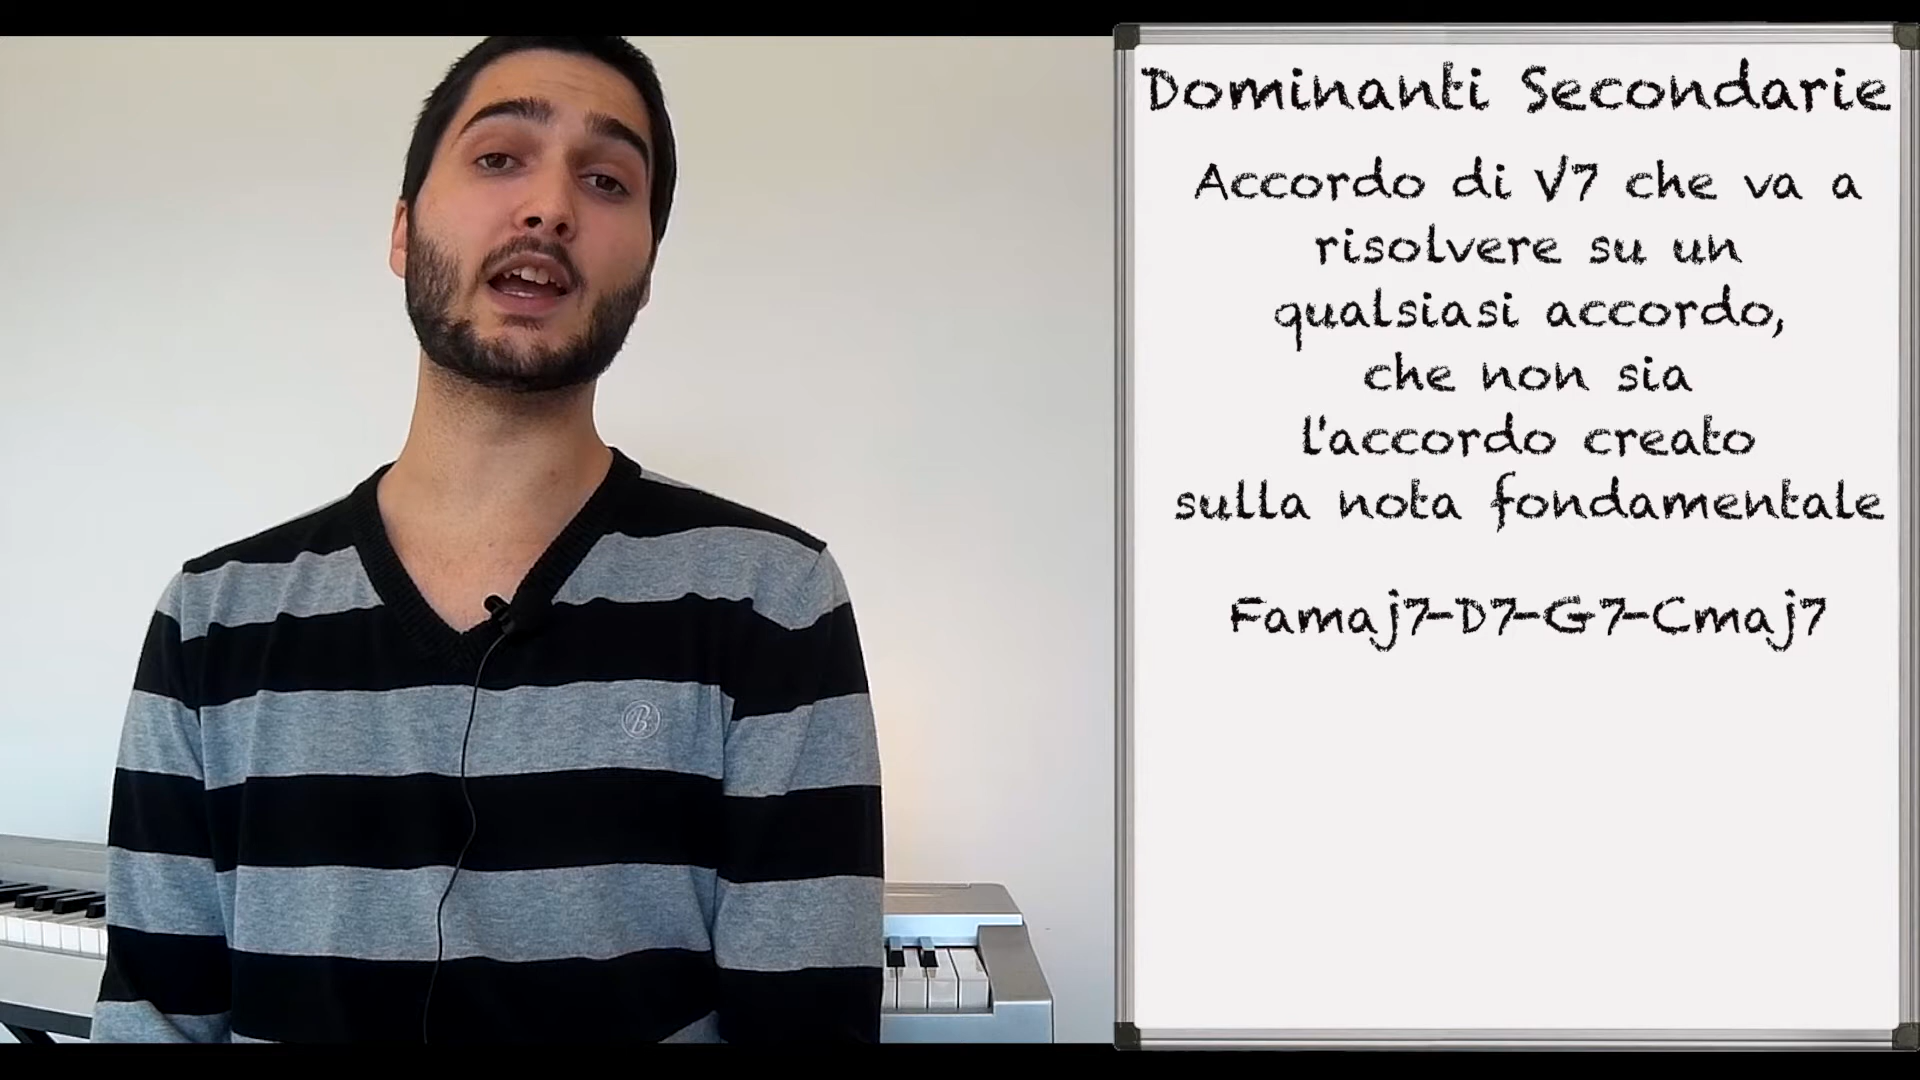 Dominanti Secondarie
Accordo di V7 che va a
risolvere su un
qualsiasi accordo,
che non sia
l'accordo creato
sulla nota fondamentale
Famaj7-D7-G7-Cmaj7
B